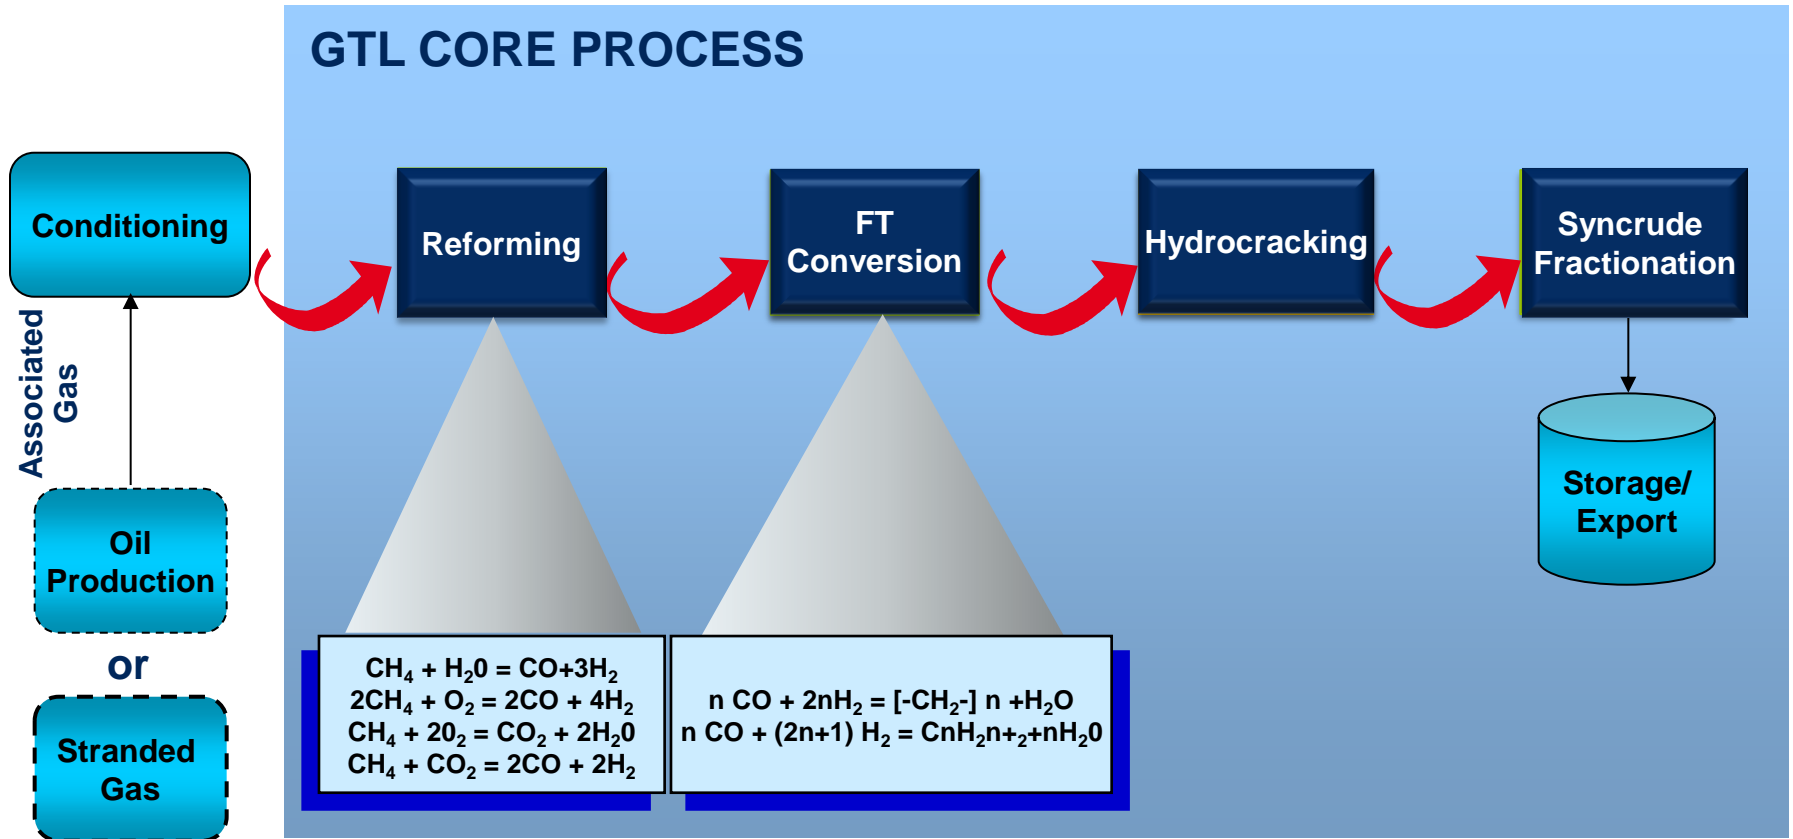 GTL CORE PROCESS
Conditioning
Reforming
FT
Conversion
Hydrocracking
Syncrude
Fractionation
Associated
Gas
Oil
Production
or
Stranded
Gas
Storage/
Export
CH₄ + H₂0 = CO+3H₂
2CH₄ + O₂ = 2CO + 4H₂
CH₄ + 20₂ = CO₂ + 2H₂0
CH₄ + CO₂ = 2CO + 2H₂
n CO + 2nH₂ = [-CH₂-] n +H₂O
n CO + (2n+1) H₂ = CnH₂n+₂+nH₂0